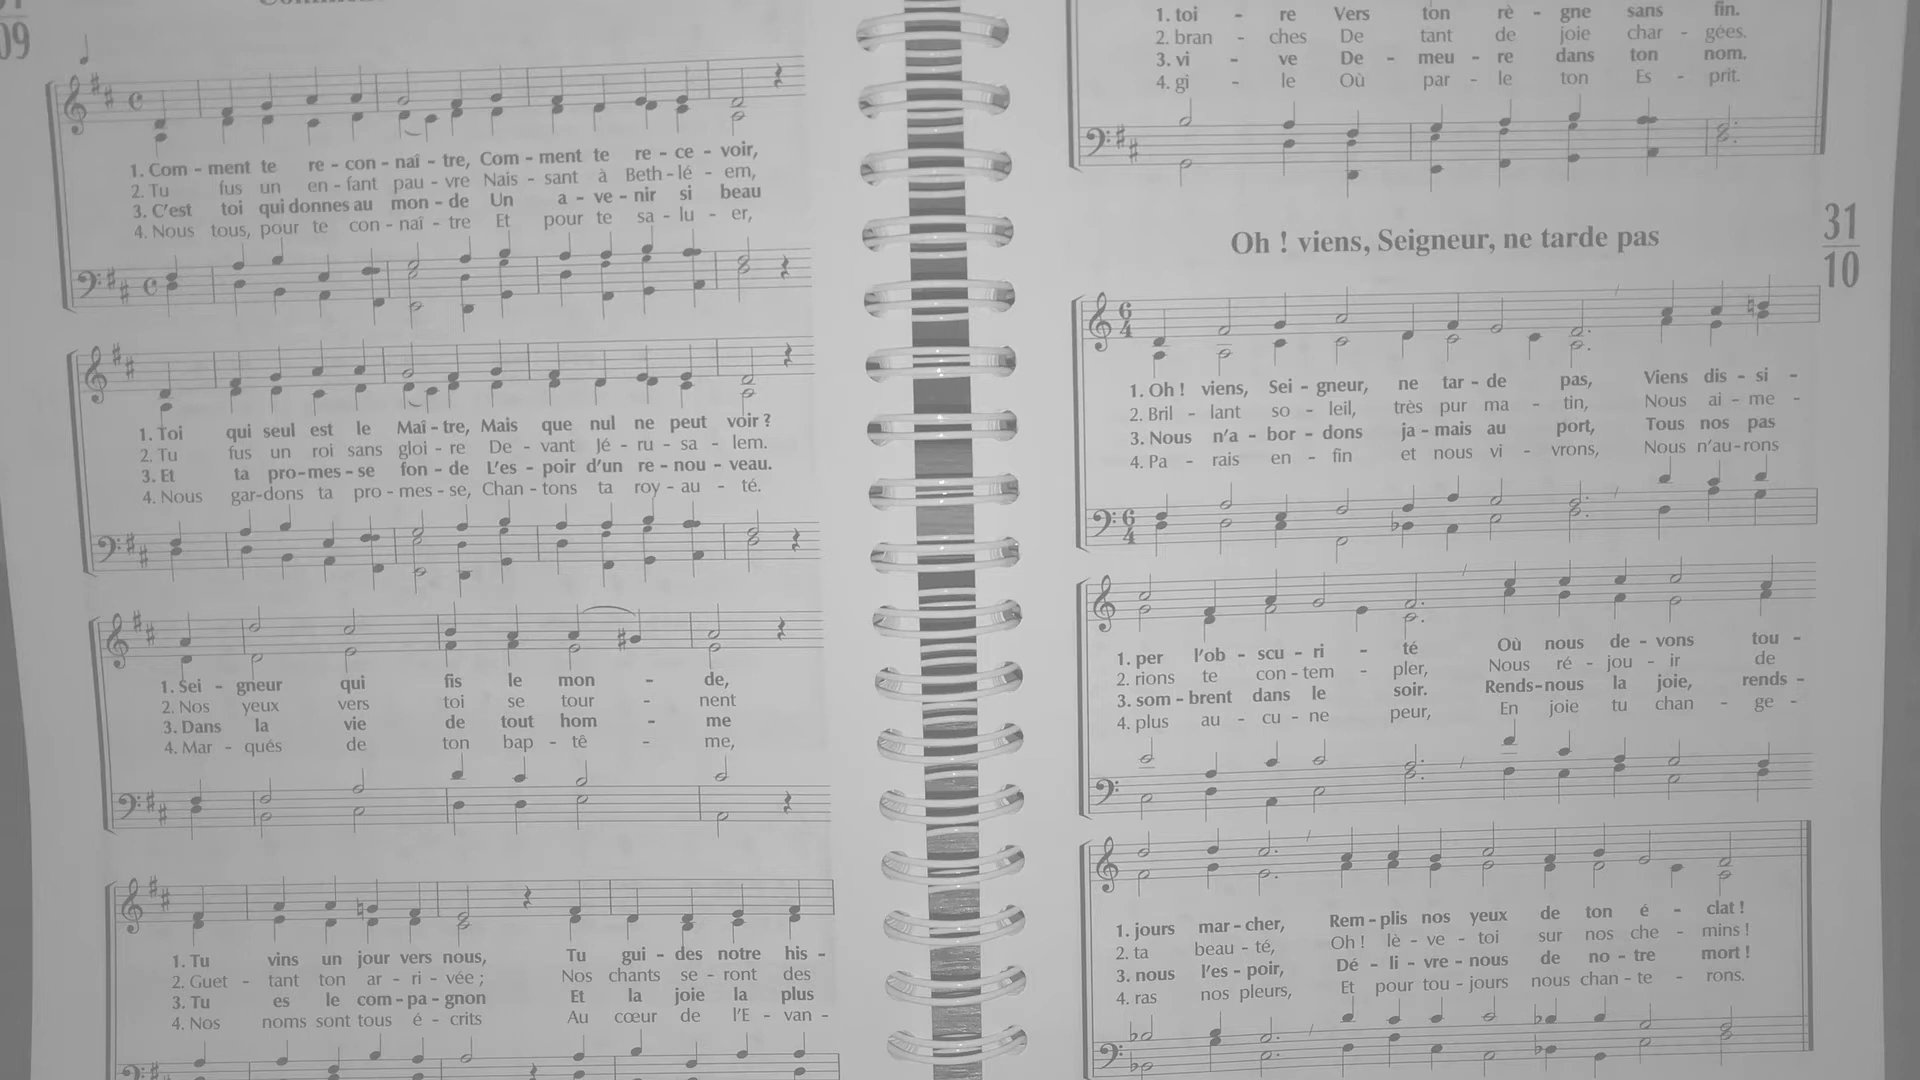 09
1. Com - ment te re - con - naî - tre, Com - ment te re - ce - voir,
2. Tu fus un en - fant pau - vre Nais - sant à Beth - lé - em,
3. C'est toi qui donnes au mon - de Un a - ve - nir si beau
4. Nous tous, pour te con - naî - tre Et pour te sa - lu - er,
1. Toi qui seul est le Maî - tre, Mais que nul ne peut voir ?
2. Tu fus un roi sans gloi - re De - vant Jé - ru - sa - lem.
3. Et ta pro - mes - se fon - de L'es - poir d'un re - nou - veau.
4. Nous gar - dons ta pro - mes - se, Chan - tons ta roy - au - té.
1. Sei - gneur qui fis le mon - de,
2. Nos yeux vers toi se tour - nent
3. Dans la vie de tout hom - me
4. Mar - qués de ton bap - tê - me,
1. Tu vins un jour vers nous, Tu gui - des notre his -
2. Guet - tant ton ar - ri - vée ; Nos chants se - ront des
3. Tu es le com - pa - gnon Et la joie la plus
4. Nos noms sont tous é - crits Au cœur de l'E - van -
1. toi - re Vers ton rè - gne sans fin.
2. bran - ches De tant de joie char - gées.
3. vi - ve De - meu - re dans ton nom.
4. gi - le Où par - le ton Es - prit.
Oh ! viens, Seigneur, ne tarde pas
31
10
1. Oh ! viens, Sei - gneur, ne tar - de pas, Viens dis - si -
2. Bril - lant so - leil, très pur ma - tin, Nous ai - me -
3. Nous n'a - bor - dons ja - mais au port, Tous nos pas
4. Pa - rais en - fin et nous vi - vrons, Nous n'au - rons
1. per l'ob - scu - ri - té Où nous de - vons tou -
2. rions te con - tem - pler, Nous ré - jou - ir de
3. som - brent dans le soir. Rends - nous la joie, rends -
4. plus au - cu - ne peur, En joie tu chan - ge -
1. jours mar - cher, Rem - plis nos yeux de ton é - clat !
2. ta beau - té, Oh ! lè - ve - toi sur nos che - mins !
3. nous l'es - poir, Dé - li - vre - nous de no - tre mort !
4. ras nos pleurs, Et pour tou - jours nous chan - te - rons.